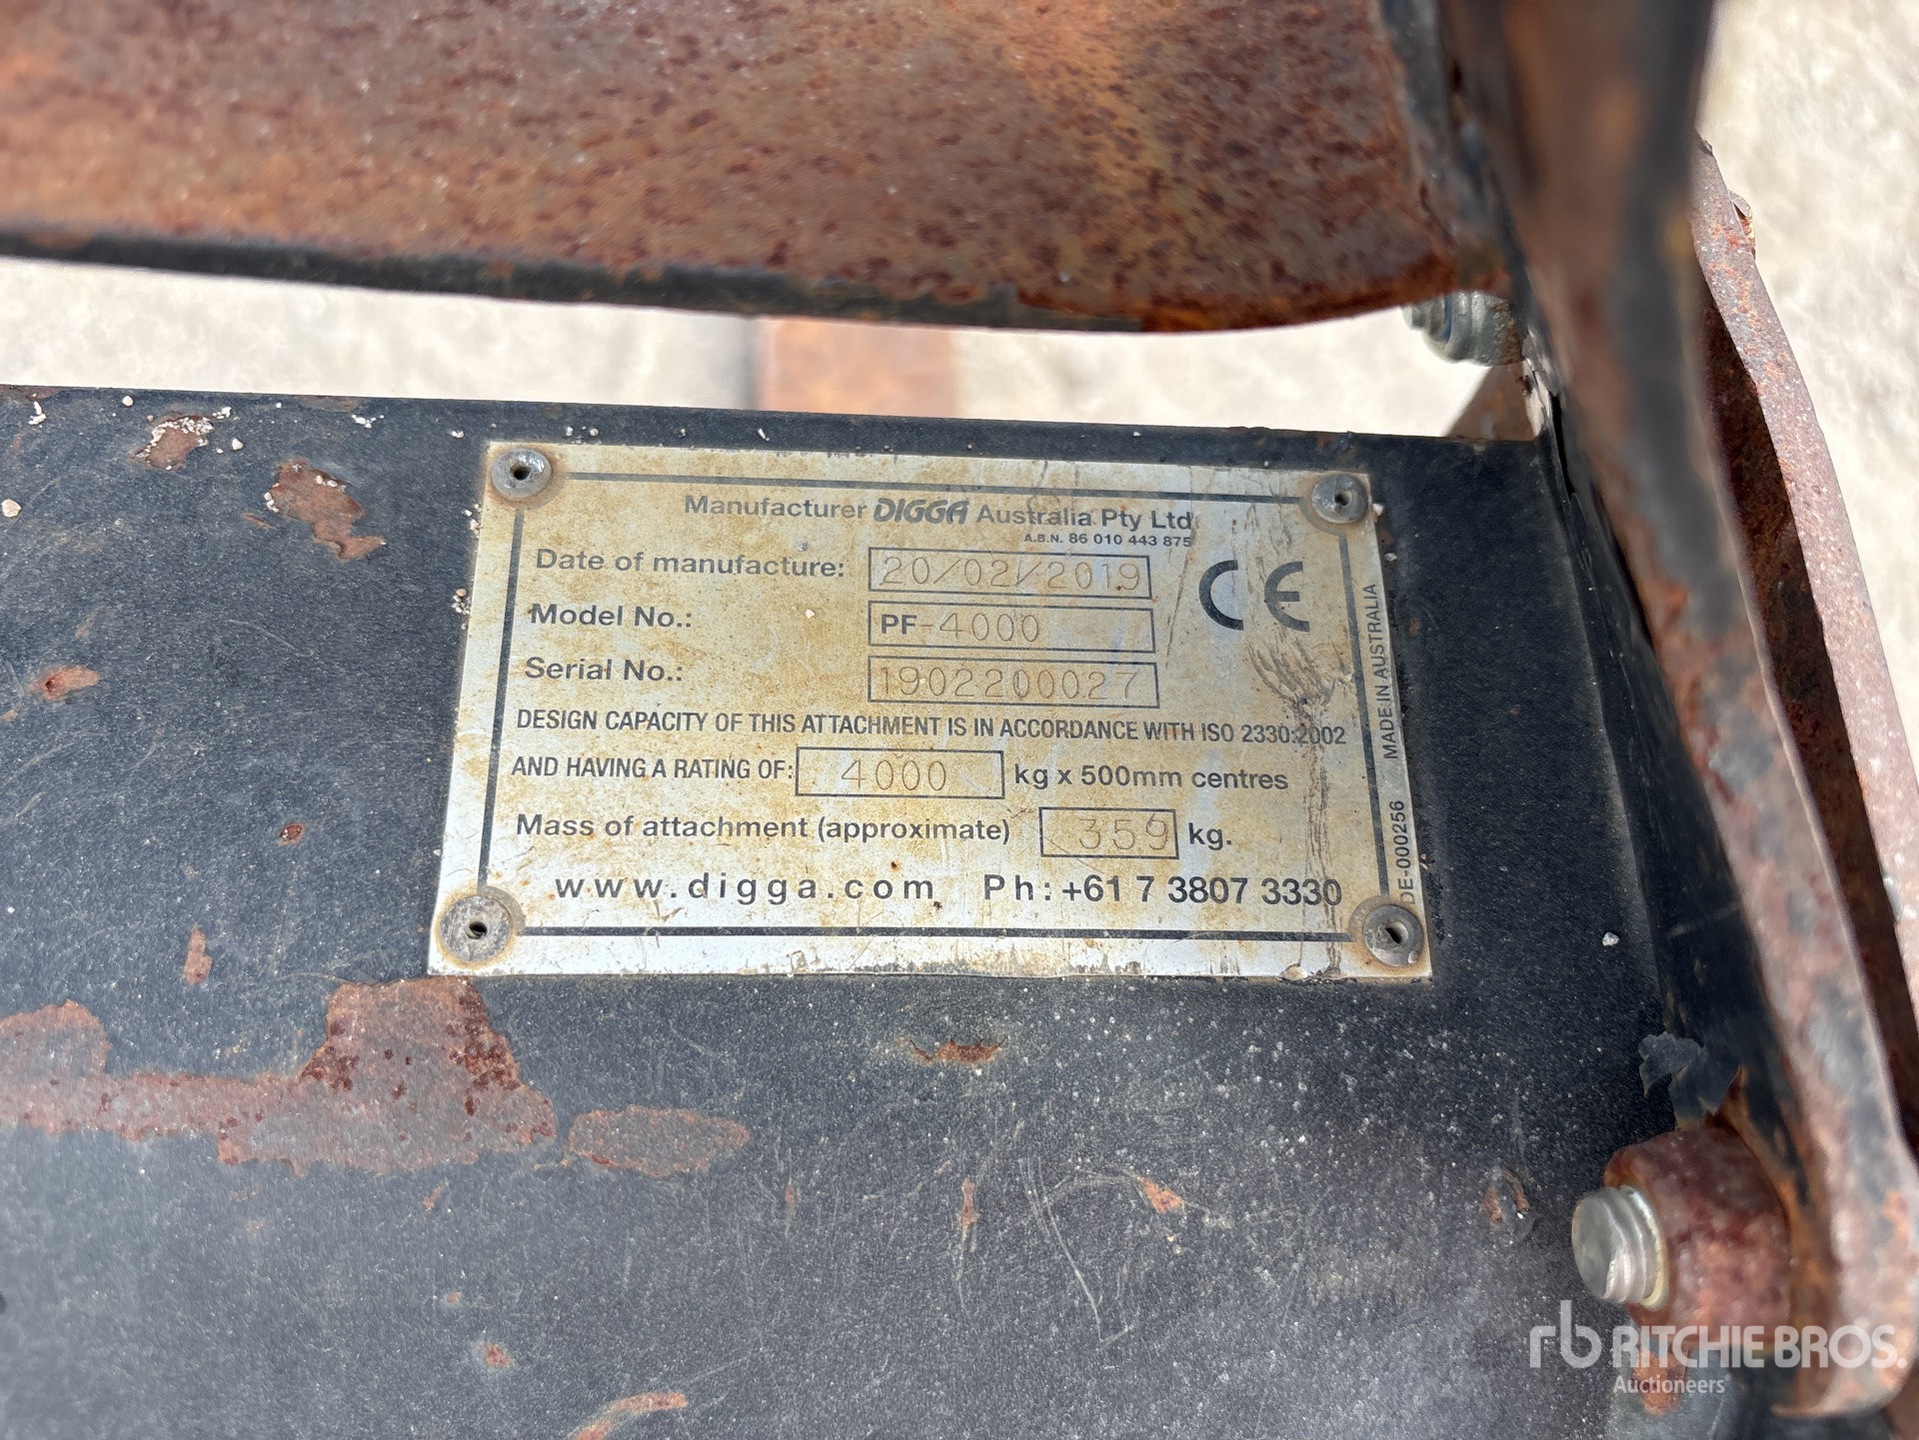 Manufacturer DIGGA Australia Pty Ltd
A.B.N. 86 010 443 875
Date of manufacture: 20/02/2019
Model No.: PF-4000
Serial No.: 1902200027
CE
DESIGN CAPACITY OF THIS ATTACHMENT IS IN ACCORDANCE WITH ISO 2330:2002
AND HAVING A RATING OF: 4000 kg x 500mm centres
Mass of attachment (approximate) 359 kg.
www.digga.com Ph: +61 7 3807 3330
DE-000256 MADE IN AUSTRALIA
rb RITCHIE BROS.
Auctioneers